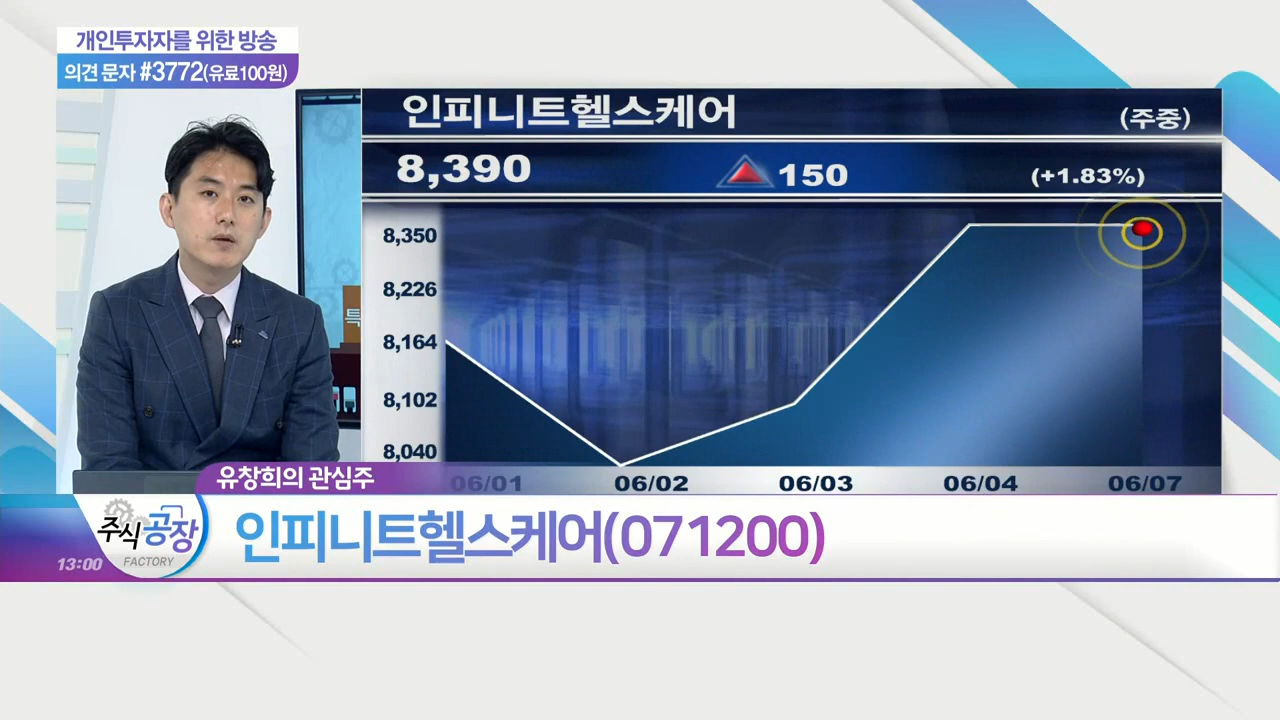 개인투자자를 위한 방송
의견 문자 #3772(유료100원)
인피니트헬스케어
(주중)
8,390
150
(+1.83%)
8,350
8,226
8,164
8,102
8,040
06/01
06/02
06/03
06/04
06/07
특
유창희의 관심주
주식공장
FACTORY
인피니트헬스케어(071200)
13:00